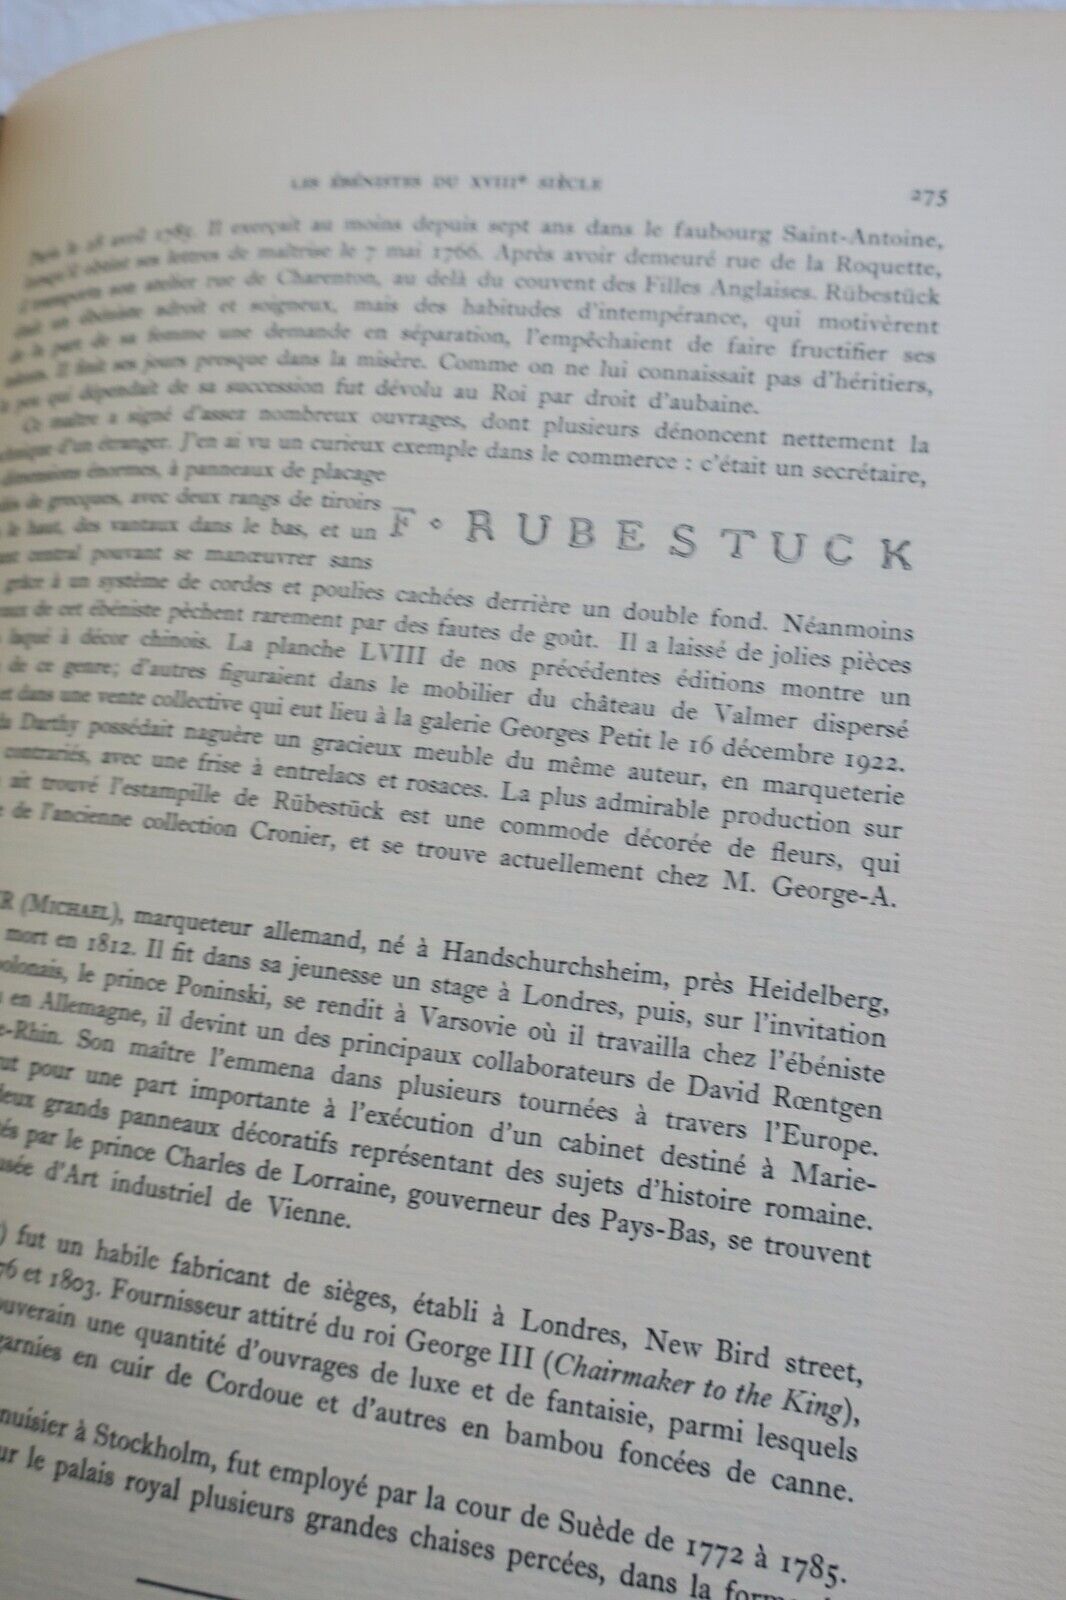 LES ÉBÉNISTES DU XVIIIe SIÈCLE 275
Paris le 28 avril 1785. Il exerçait au moins depuis sept ans dans le faubourg Saint-Antoine,
lorsqu'il obtint ses lettres de maîtrise le 7 mai 1766. Après avoir demeuré rue de la Roquette,
il transporta son atelier rue de Charenton, au delà du couvent des Filles Anglaises. Rübestück
était un ébéniste adroit et soigneux, mais des habitudes d'intempérance, qui motivèrent
de la part de sa femme une demande en séparation, l'empêchaient de faire fructifier ses
talents. Il finit ses jours presque dans la misère. Comme on ne lui connaissait pas d'héritiers,
le peu qui dépendait de sa succession fut dévolu au Roi par droit d'aubaine.
Ce maître a signé d'assez nombreux ouvrages, dont plusieurs dénoncent nettement la
technique d'un étranger. J'en ai vu un curieux exemple dans le commerce : c'était un secrétaire,
dimensions énormes, à panneaux de placage
de grecques, avec deux rangs de tiroirs
le haut, des vantaux dans le bas, et un
central pouvant se manœuvrer sans
F RUBESTUCK
grâce à un système de cordes et poulies cachées derrière un double fond. Néanmoins
de cet ébéniste pèchent rarement par des fautes de goût. Il a laissé de jolies pièces
laqué à décor chinois. La planche LVIII de nos précédentes éditions montre un
de ce genre; d'autres figuraient dans le mobilier du château de Valmer dispersé
et dans une vente collective qui eut lieu à la galerie Georges Petit le 16 décembre 1922.
Darthy possédait naguère un gracieux meuble du même auteur, en marqueterie
contrariés, avec une frise à entrelacs et rosaces. La plus admirable production sur
ait trouvé l'estampille de Rübestück est une commode décorée de fleurs, qui
de l'ancienne collection Cronier, et se trouve actuellement chez M. George-A.
R (MICHAEL), marqueteur allemand, né à Handschurchsheim, près Heidelberg,
mort en 1812. Il fit dans sa jeunesse un stage à Londres, puis, sur l'invitation
polonais, le prince Poninski, se rendit à Varsovie où il travailla chez l'ébéniste
en Allemagne, il devint un des principaux collaborateurs de David Rœntgen
e-Rhin. Son maître l'emmena dans plusieurs tournées à travers l'Europe.
ut pour une part importante à l'exécution d'un cabinet destiné à Marie-
deux grands panneaux décoratifs représentant des sujets d'histoire romaine.
és par le prince Charles de Lorraine, gouverneur des Pays-Bas, se trouvent
usée d'Art industriel de Vienne.
) fut un habile fabricant de sièges, établi à Londres, New Bird street,
76 et 1803. Fournisseur attitré du roi George III (Chairmaker to the King),
ouverain une quantité d'ouvrages de luxe et de fantaisie, parmi lesquels
garnies en cuir de Cordoue et d'autres en bambou foncées de canne.
nuisier à Stockholm, fut employé par la cour de Suède de 1772 à 1785.
ur le palais royal plusieurs grandes chaises percées, dans la forme